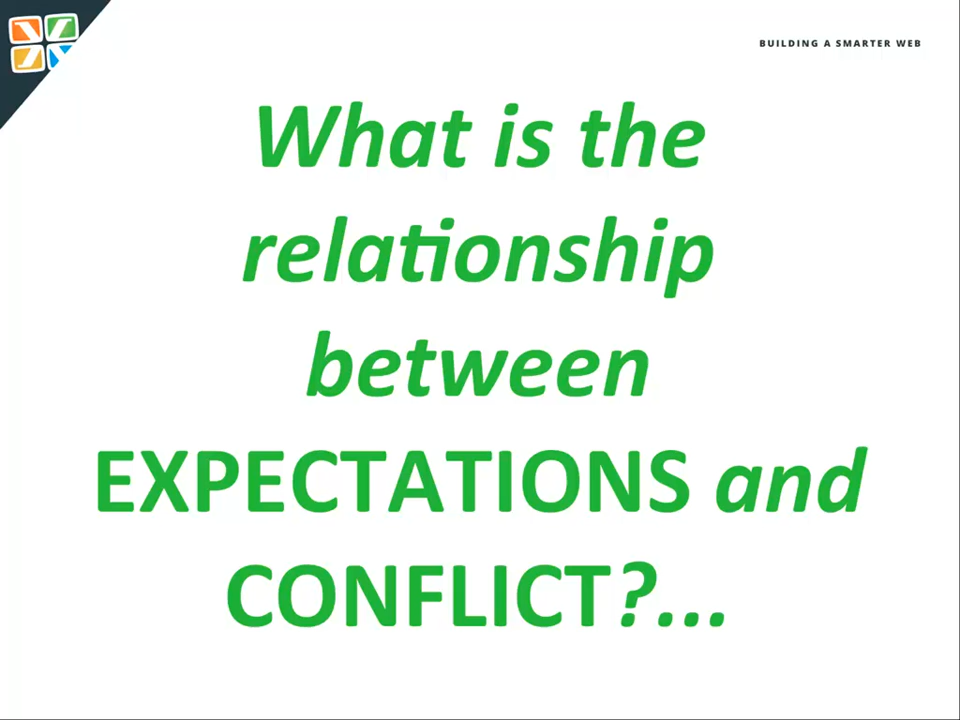 BUILDING A SMARTER WEB
What is the
relationship
between
EXPECTATIONS and
CONFLICT?...